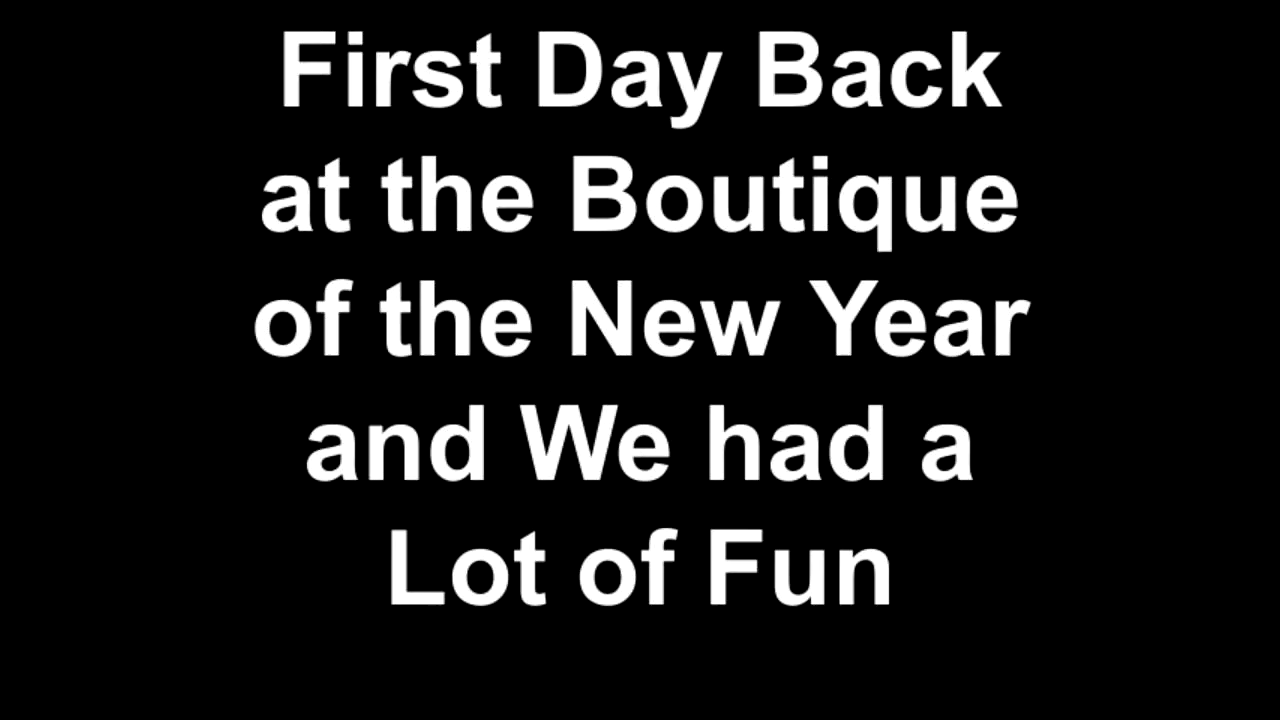 First Day Back
at the Boutique
of the New Year
and We had a
Lot of Fun